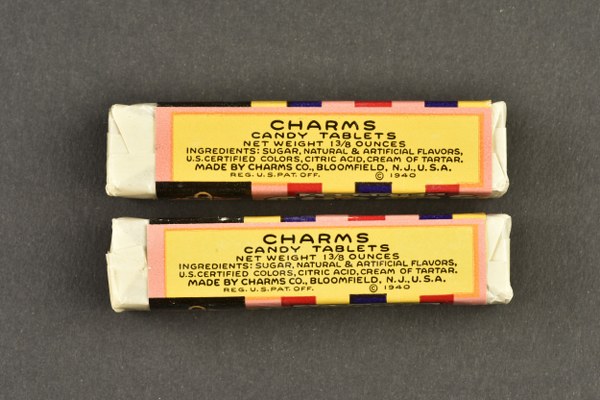 CHARMS
CANDY TABLETS
NET WEIGHT 1 3/8 OUNCES
INGREDIENTS: SUGAR, NATURAL & ARTIFICIAL FLAVORS,
U.S. CERTIFIED COLORS, CITRIC ACID, CREAM OF TARTAR.
MADE BY CHARMS CO., BLOOMFIELD, N.J., U.S.A.
REG. U.S. PAT. OFF. © 1940
CHARMS
CANDY TABLETS
NET WEIGHT 1 3/8 OUNCES
INGREDIENTS: SUGAR, NATURAL & ARTIFICIAL FLAVORS,
U.S. CERTIFIED COLORS, CITRIC ACID, CREAM OF TARTAR.
MADE BY CHARMS CO., BLOOMFIELD, N.J., U.S.A.
REG. U.S. PAT. OFF. © 1940